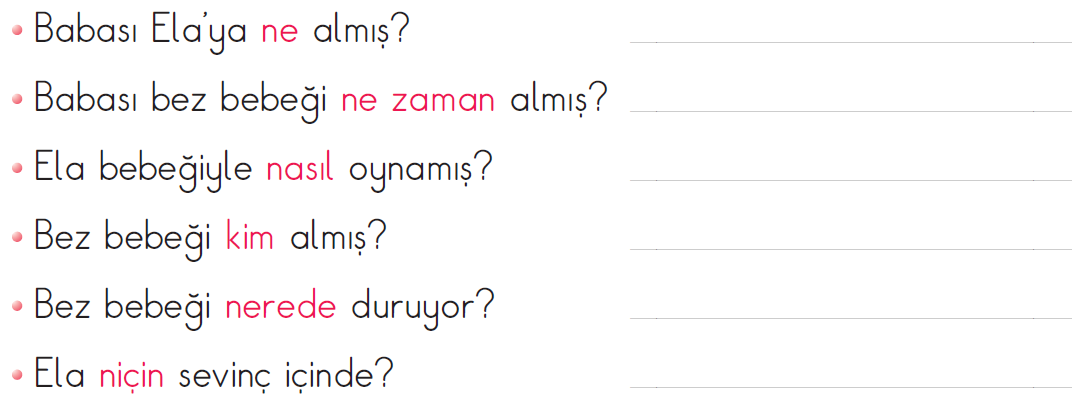 • Babası Ela'ya ne almış?
• Babası bez bebeği ne zaman almış?
• Ela bebeğiyle nasıl oynamış?
• Bez bebeği kim almış?
• Bez bebeği nerede duruyor?
• Ela niçin sevinç içinde?